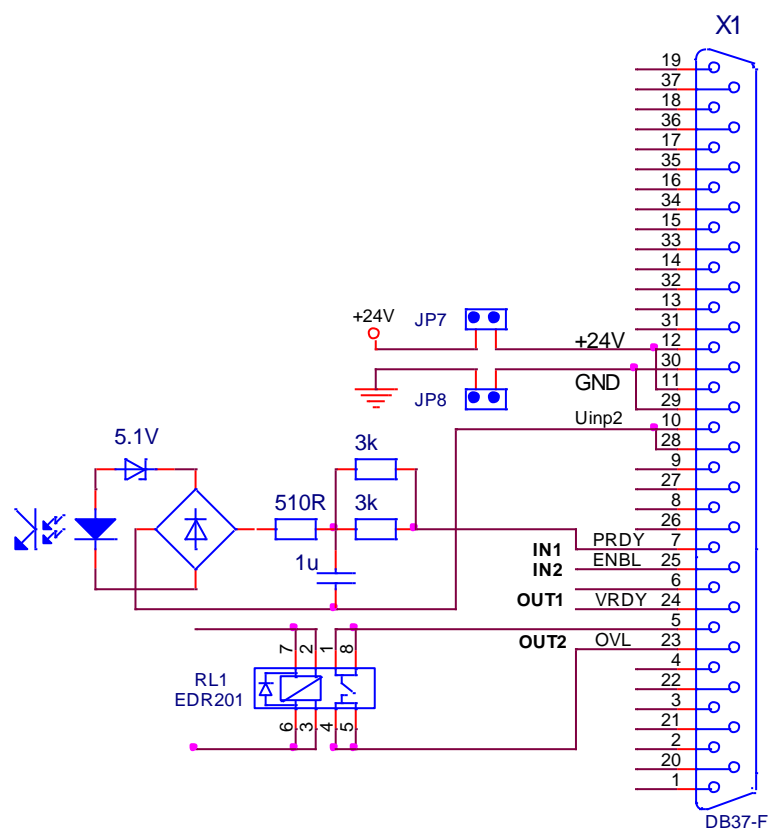 X1
19
37
18
36
17
35
16
34
15
33
14
32
13
31
+24V JP7 +24V 12
30
JP8 GND 11
29
Uinp2 10
28
5.1V 3k
9
27
510R 3k 8
26
IN1 PRDY 7
1u IN2 ENBL 25
6
OUT1 VRDY 24
5
7 2 1 8 OUT2 OVL 23
RL1 4
EDR201 22
3
6 3 4 5 21
2
20
1
DB37-F